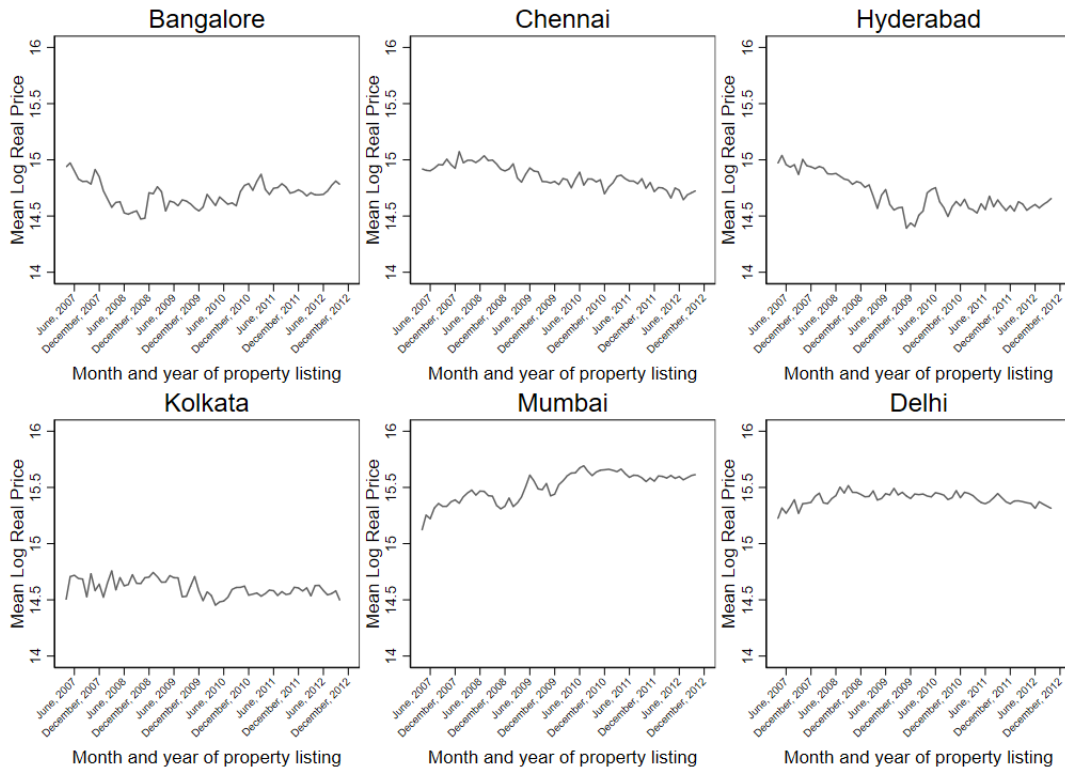 Bangalore
Mean Log Real Price
16
15.5
15
14.5
14
June, 2007
December, 2007
June, 2008
December, 2008
June, 2009
December, 2009
June, 2010
December, 2010
June, 2011
December, 2011
June, 2012
December, 2012
Month and year of property listing
Chennai
Mean Log Real Price
16
15.5
15
14.5
14
June, 2007
December, 2007
June, 2008
December, 2008
June, 2009
December, 2009
June, 2010
December, 2010
June, 2011
December, 2011
June, 2012
December, 2012
Month and year of property listing
Hyderabad
Mean Log Real Price
16
15.5
15
14.5
14
June, 2007
December, 2007
June, 2008
December, 2008
June, 2009
December, 2009
June, 2010
December, 2010
June, 2011
December, 2011
June, 2012
December, 2012
Month and year of property listing
Kolkata
Mean Log Real Price
16
15.5
15
14.5
14
June, 2007
December, 2007
June, 2008
December, 2008
June, 2009
December, 2009
June, 2010
December, 2010
June, 2011
December, 2011
June, 2012
December, 2012
Month and year of property listing
Mumbai
Mean Log Real Price
16
15.5
15
14.5
14
June, 2007
December, 2007
June, 2008
December, 2008
June, 2009
December, 2009
June, 2010
December, 2010
June, 2011
December, 2011
June, 2012
December, 2012
Month and year of property listing
Delhi
Mean Log Real Price
16
15.5
15
14.5
14
June, 2007
December, 2007
June, 2008
December, 2008
June, 2009
December, 2009
June, 2010
December, 2010
June, 2011
December, 2011
June, 2012
December, 2012
Month and year of property listing